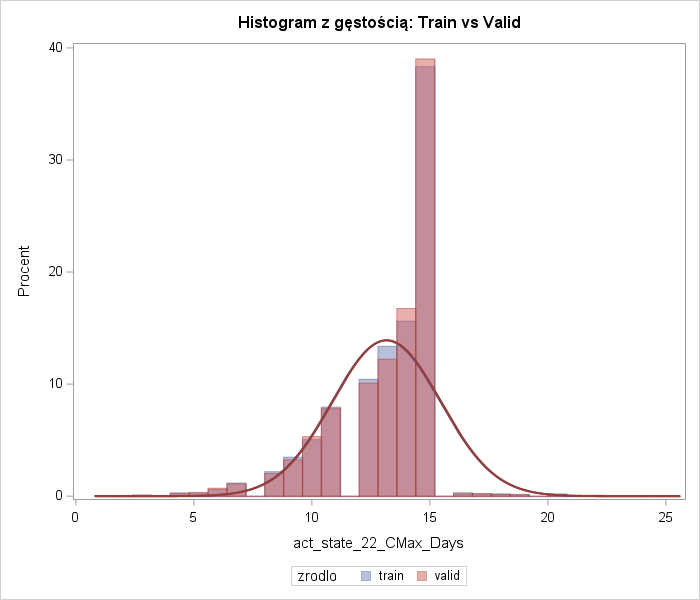 Histogram z gęstością: Train vs Valid
40
30
20
10
0
Procent
0 5 10 15 20 25
act_state_22_CMax_Days
zrodlo train valid